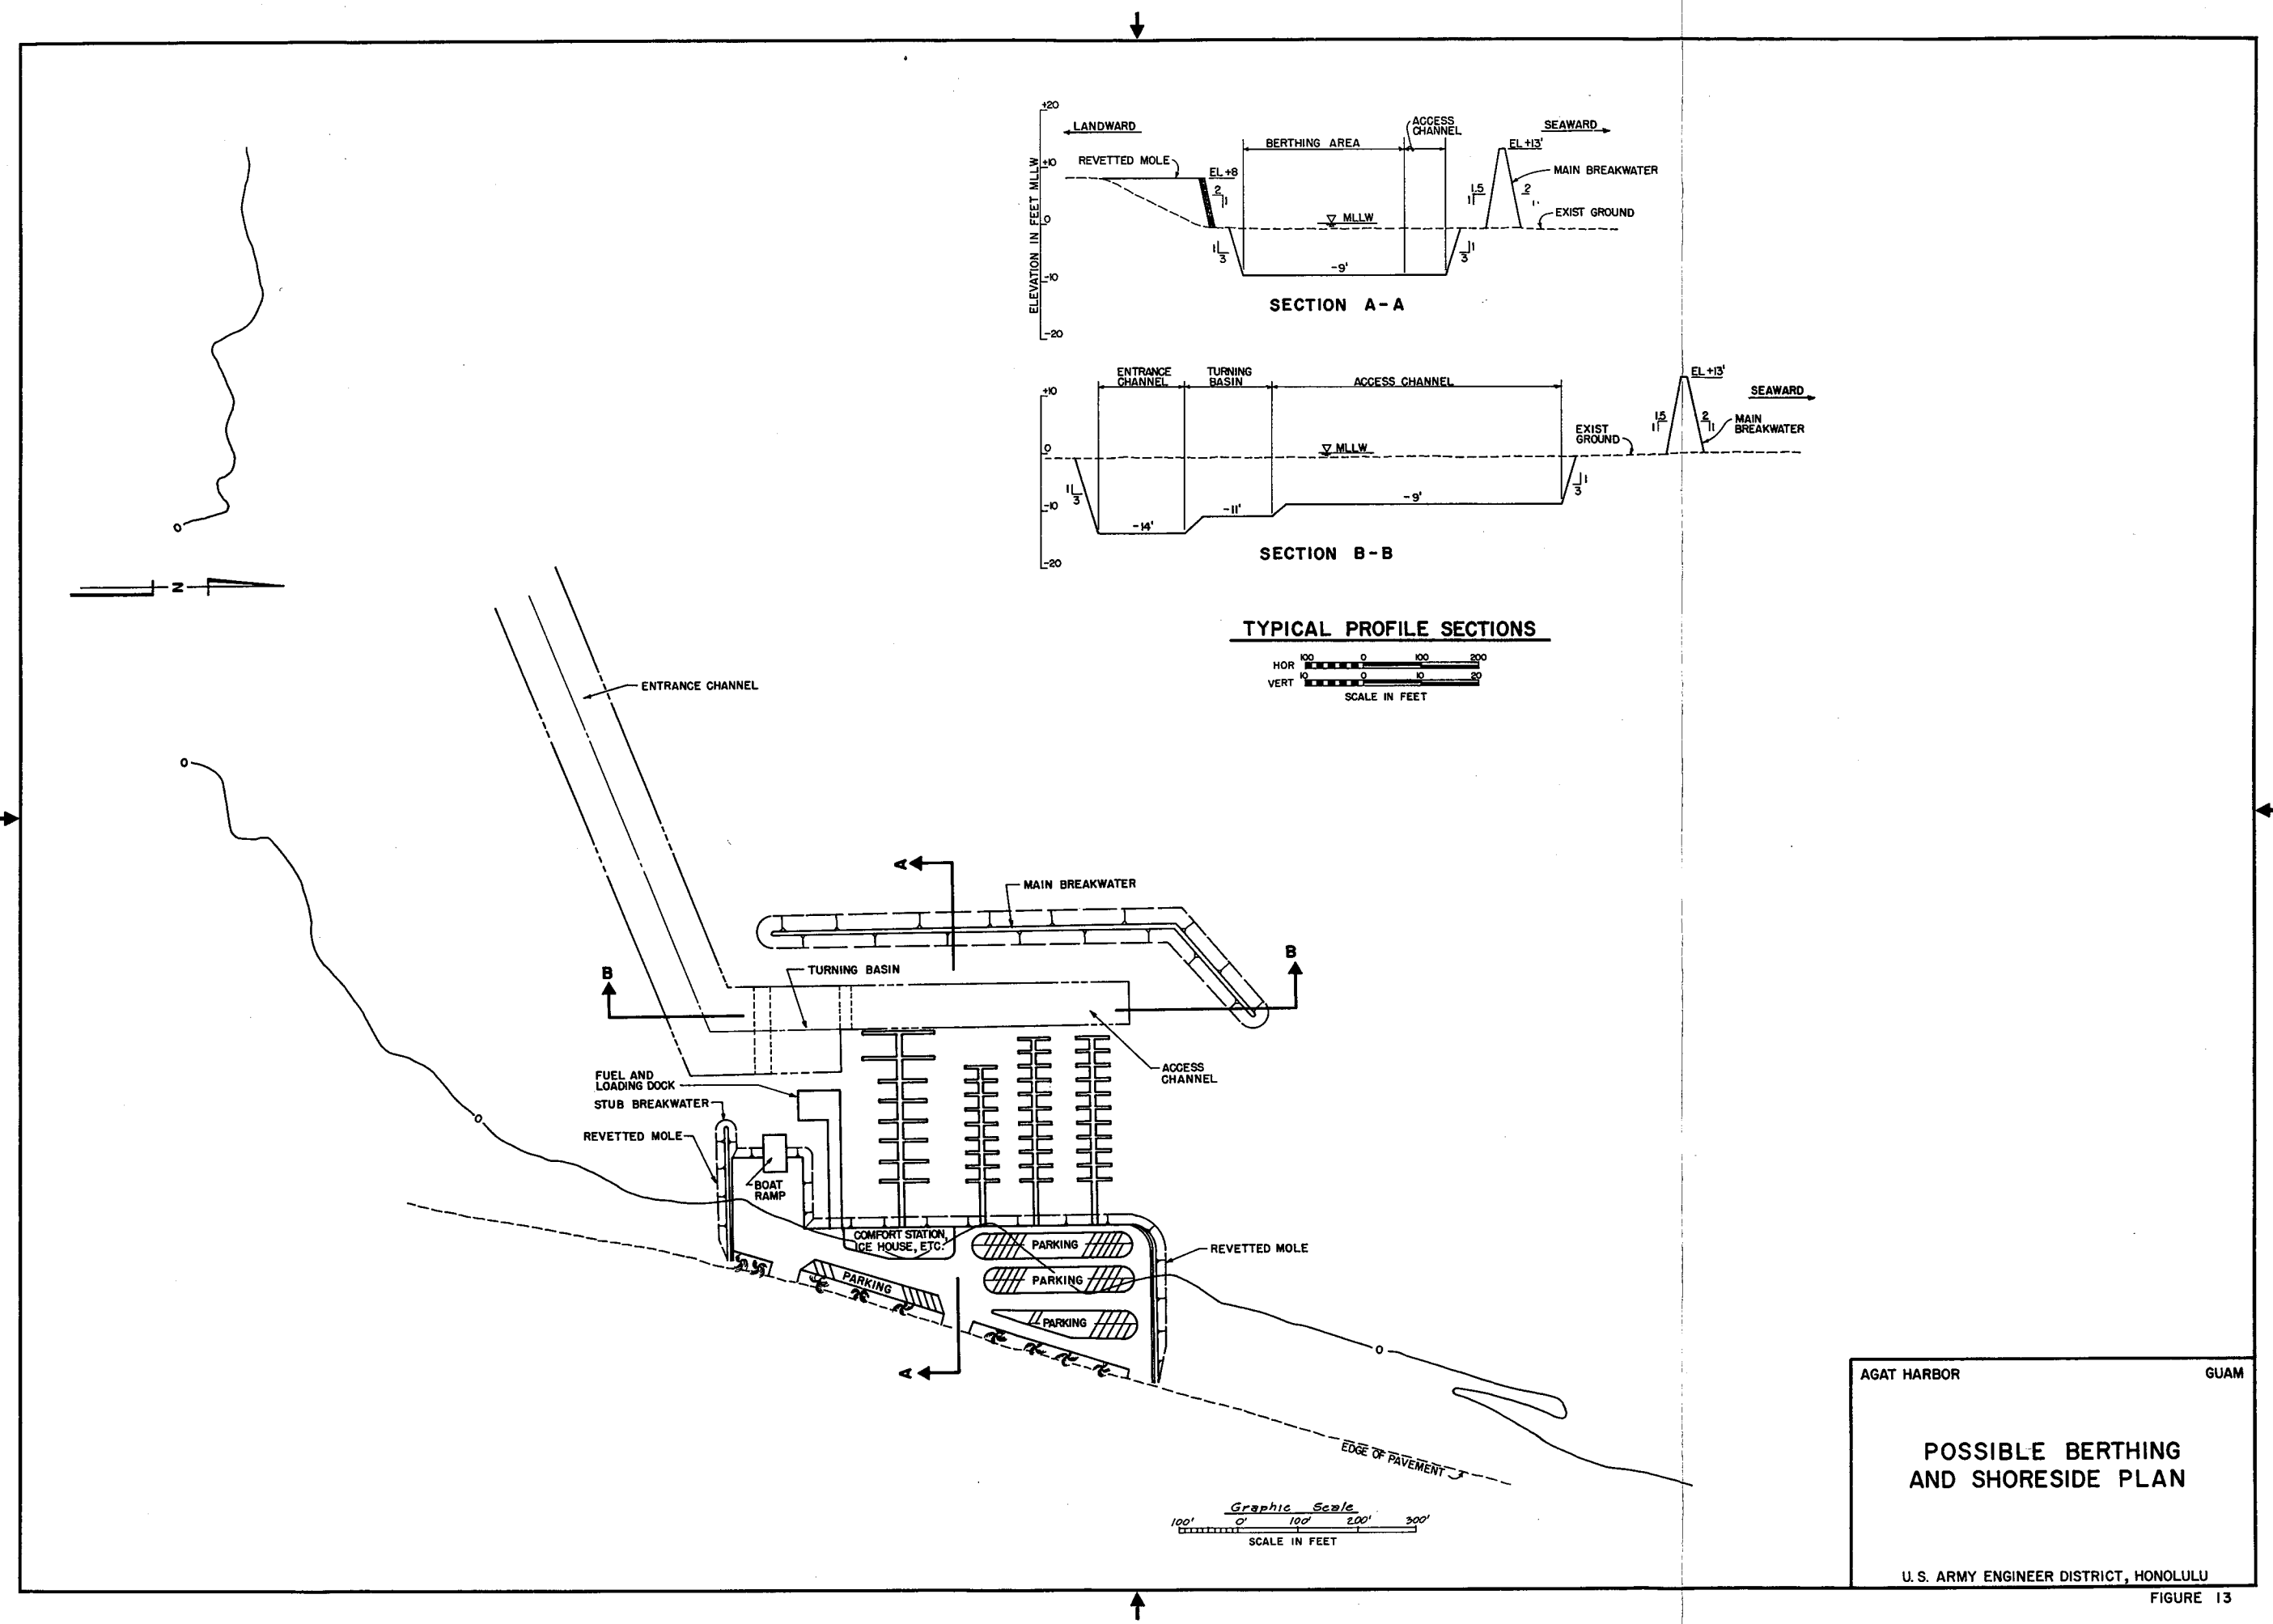 +20
LANDWARD
ACCESS
CHANNEL
SEAWARD
BERTHING AREA
EL +13'
REVETTED MOLE
+10
EL +8
MAIN BREAKWATER
2
1
1.5
1
2
1'
EXIST GROUND
0
MLLW
ELEVATION IN FEET MLLW
1
3
1
3
-9'
-10
SECTION A-A
-20
ENTRANCE
CHANNEL
TURNING
BASIN
ACCESS CHANNEL
EL +13'
SEAWARD
+10
1.5
1
2
1
MAIN
BREAKWATER
EXIST
GROUND
0
MLLW
1
3
1
3
-9'
-10
-11'
-14'
SECTION B-B
-20
TYPICAL PROFILE SECTIONS
100 0 100 200
HOR
10 0 10 20
VERT
SCALE IN FEET
0
N
ENTRANCE CHANNEL
0
A
MAIN BREAKWATER
B
B
TURNING BASIN
FUEL AND
LOADING DOCK
ACCESS
CHANNEL
STUB BREAKWATER
0
REVETTED MOLE
BOAT
RAMP
COMFORT STATION,
ICE HOUSE, ETC.
PARKING
REVETTED MOLE
PARKING
PARKING
PARKING
0
A
EDGE OF PAVEMENT
Graphic Scale
100' 0' 100' 200' 300'
SCALE IN FEET
AGAT HARBOR GUAM
POSSIBLE BERTHING
AND SHORESIDE PLAN
U.S. ARMY ENGINEER DISTRICT, HONOLULU
FIGURE 13